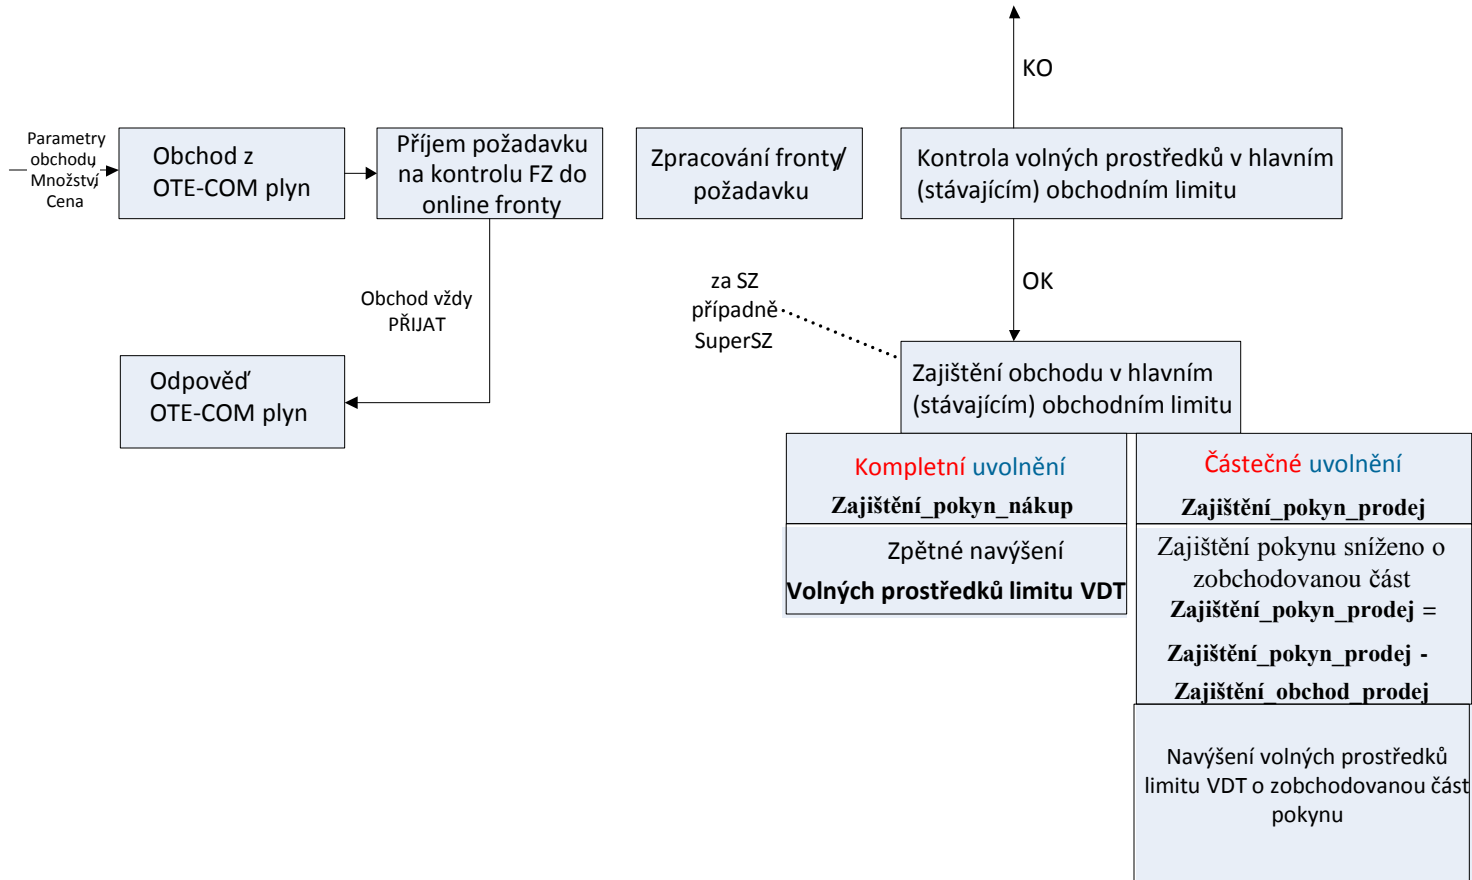 KO
Parametry
obchodu,
Množství,
Cena
Obchod z
OTE-COM plyn
Příjem požadavku
na kontrolu FZ do
online fronty
Zpracování fronty/
požadavku
Kontrola volných prostředků v hlavním
(stávajícím) obchodním limitu
Obchod vždy
PŘIJAT
za SZ
případně
SuperSZ
OK
Odpověď
OTE-COM plyn
Zajištění obchodu v hlavním
(stávajícím) obchodním limitu
Kompletní uvolnění
Zajištění_pokyn_nákup
Zpětné navýšení
Volných prostředků limitu VDT
Částečné uvolnění
Zajištění_pokyn_prodej
Zajištění pokynu sníženo o
zobchodovanou část
Zajištění_pokyn_prodej =
Zajištění_pokyn_prodej -
Zajištění_obchod_prodej
Navýšení volných prostředků
limitu VDT o zobchodovanou část
pokynu